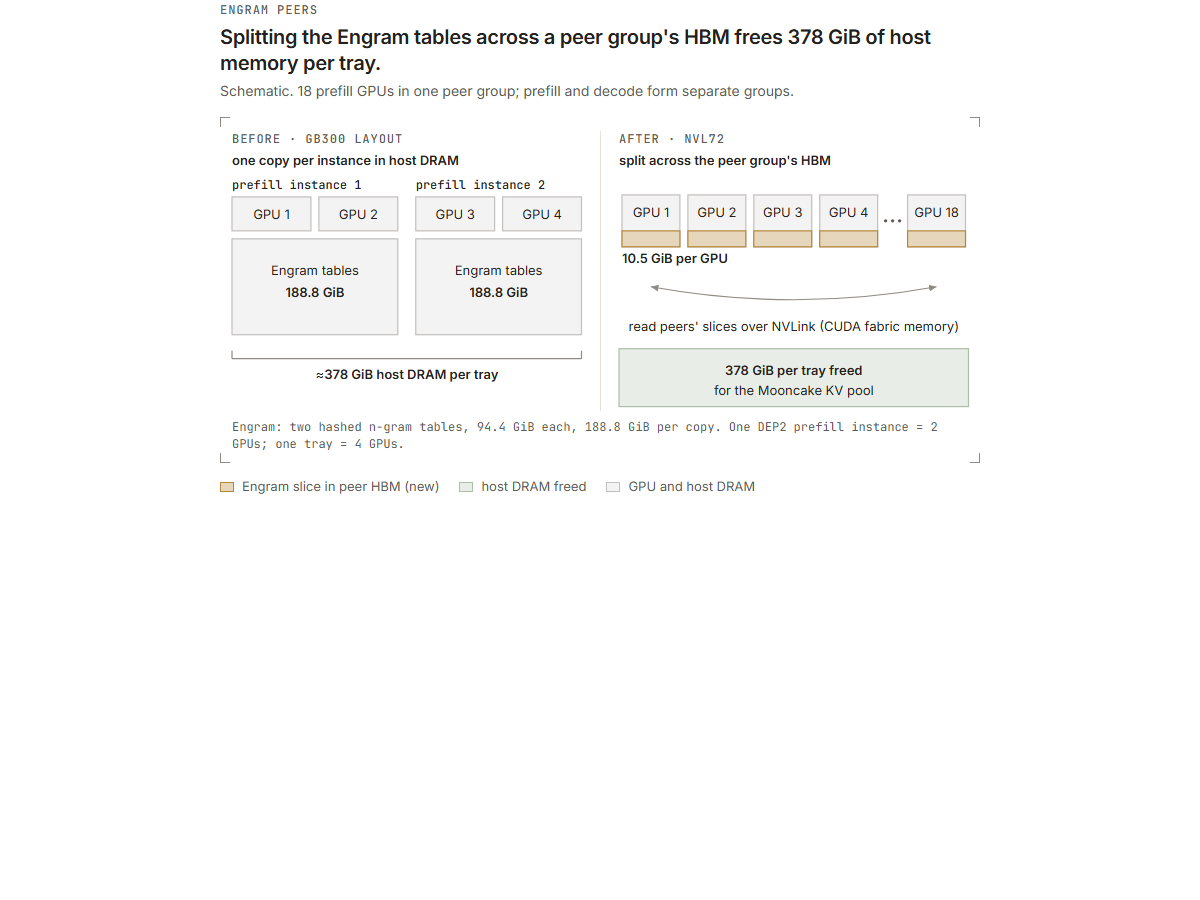 ENGRAM PEERS
Splitting the Engram tables across a peer group's HBM frees 378 GiB of host
memory per tray.
Schematic. 18 prefill GPUs in one peer group; prefill and decode form separate groups.
BEFORE · GB300 LAYOUT
one copy per instance in host DRAM
prefill instance 1
prefill instance 2
GPU 1
GPU 2
GPU 3
GPU 4
Engram tables
188.8 GiB
Engram tables
188.8 GiB
≈378 GiB host DRAM per tray
AFTER · NVL72
split across the peer group's HBM
GPU 1
GPU 2
GPU 3
GPU 4
...
GPU 18
10.5 GiB per GPU
read peers' slices over NVLink (CUDA fabric memory)
378 GiB per tray freed
for the Mooncake KV pool
Engram: two hashed n-gram tables, 94.4 GiB each, 188.8 GiB per copy. One DEP2 prefill instance = 2
GPUs; one tray = 4 GPUs.
Engram slice in peer HBM (new)
host DRAM freed
GPU and host DRAM